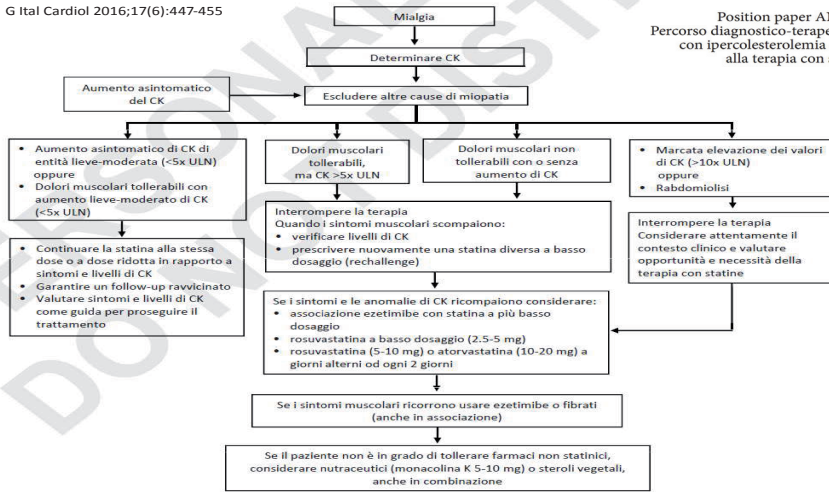 G Ital Cardiol 2016;17(6):447-455
Position paper AN
Percorso diagnostico-terape
con ipercolesterolemia
alla terapia con
Mialgia
Determinare CK
Aumento asintomatico
del CK
Escludere altre cause di miopatia
• Aumento asintomatico di CK di
entità lieve-moderata (<5x ULN)
oppure
• Dolori muscolari tollerabili con
aumento lieve-moderato di CK
(<5x ULN)
Dolori muscolari
tollerabili,
ma CK >5x ULN
Dolori muscolari non
tollerabili con o senza
aumento di CK
• Marcata elevazione dei valori
di CK (>10x ULN)
oppure
• Rabdomiolisi
• Continuare la statina alla stessa
dose o a dose ridotta in rapporto a
sintomi e livelli di CK
• Garantire un follow-up ravvicinato
• Valutare sintomi e livelli di CK
come guida per proseguire il
trattamento
Interrompere la terapia
Quando i sintomi muscolari scompaiono:
• verificare livelli di CK
• prescrivere nuovamente una statina diversa a basso
dosaggio (rechallenge)
Interrompere la terapia
Considerare attentamente il
contesto clinico e valutare
opportunità e necessità della
terapia con statine
Se i sintomi e le anomalie di CK ricompaiono considerare:
• associazione ezetimibe con statina a più basso
dosaggio
• rosuvastatina a basso dosaggio (2.5-5 mg)
• rosuvastatina (5-10 mg) o atorvastatina (10-20 mg) a
giorni alterni od ogni 2 giorni
Se i sintomi muscolari ricorrono usare ezetimibe o fibrati
(anche in associazione)
Se il paziente non è in grado di tollerare farmaci non statinici,
considerare nutraceutici (monacolina K 5-10 mg) o steroli vegetali,
anche in combinazione
PERSONAL
DO NOT DISTRI